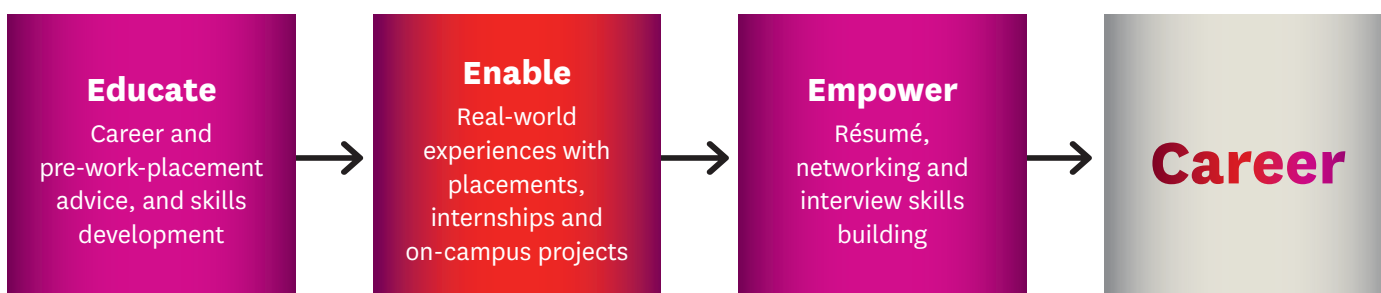 Educate
Career and
pre-work-placement
advice, and skills
development
Enable
Real-world
experiences with
placements,
internships and
on-campus projects
Empower
Résumé,
networking and
interview skills
building
Career